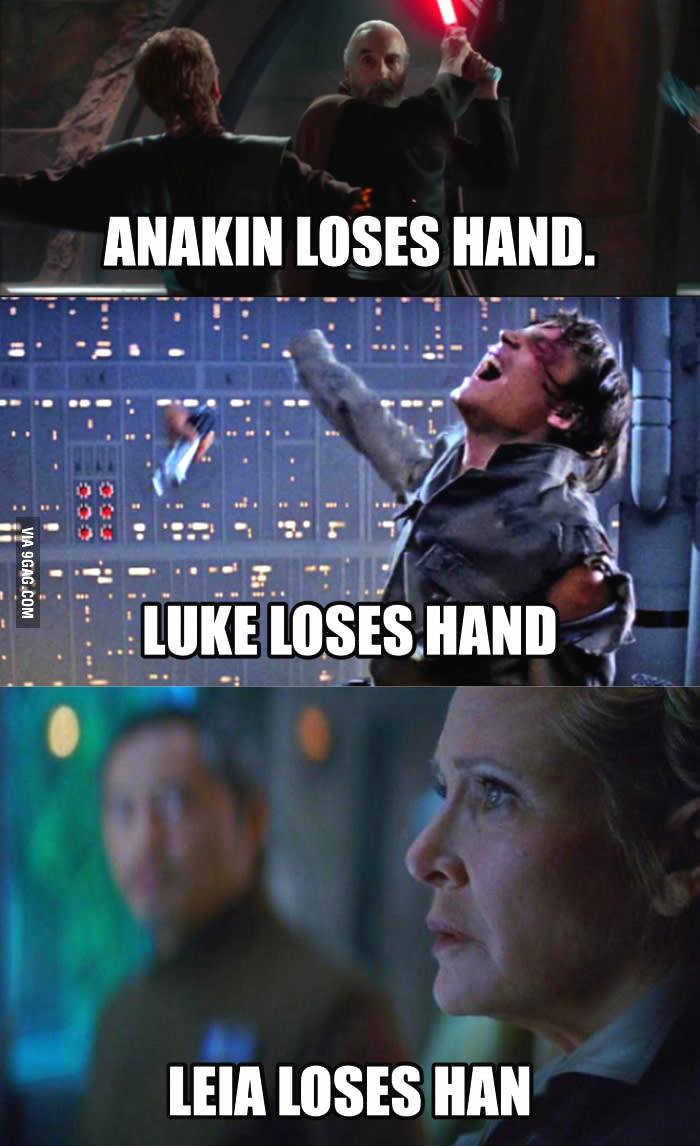 ANAKIN LOSES HAND.
VIA 9GAG.COM
LUKE LOSES HAND
LEIA LOSES HAN